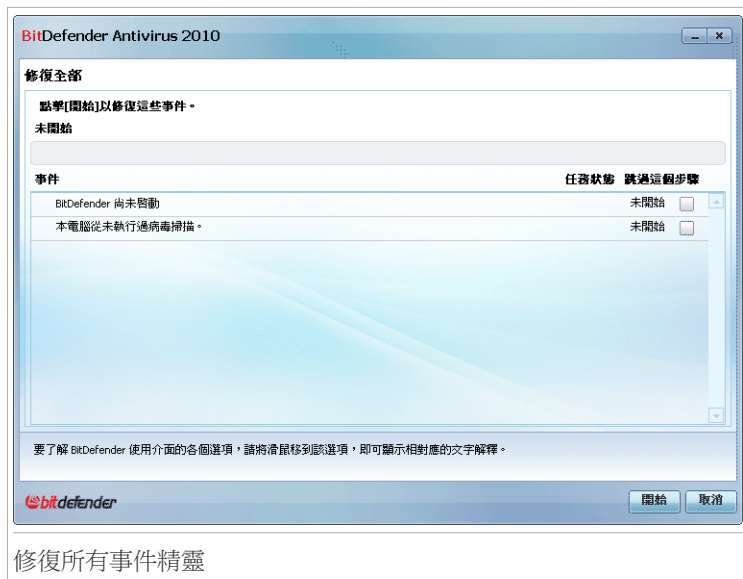 BitDefender Antivirus 2010
修復全部
點擊[開始]以修復這些事件。
未開始
事件 任務狀態 跳過這個步驟
BitDefender 尚未啟動 未開始
本電腦從未執行過病毒掃描。 未開始
要了解 BitDefender 使用介面的各個選項，請將滑鼠移到該選項，即可顯示相對應的文字解釋。
bitdefender 開始 取消
修復所有事件精靈